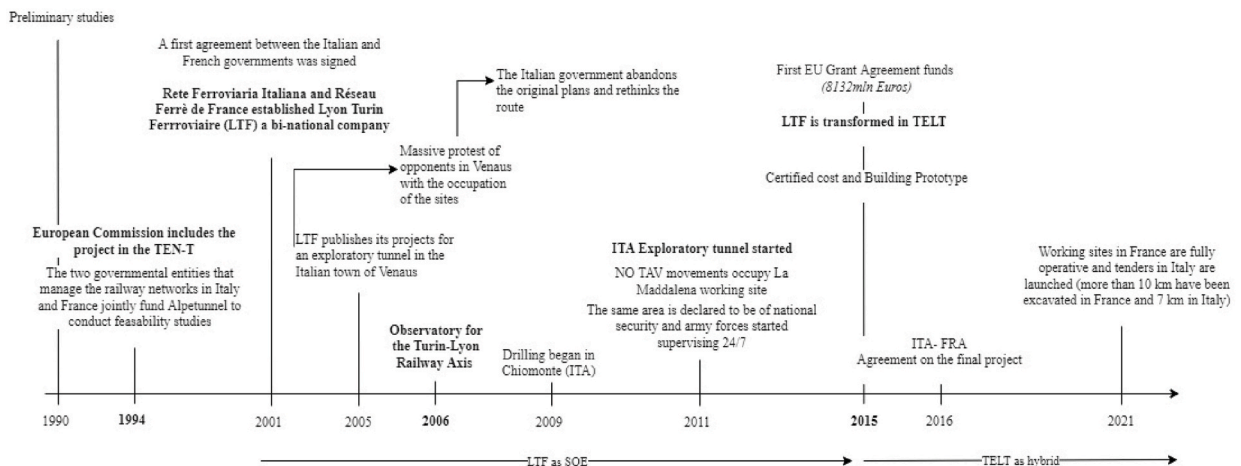 Preliminary studies
A first agreement between the Italian and
French governments was signed
Rete Ferroviaria Italiana and Réseau
Ferrè de France established Lyon Turin
Ferrroviaire (LTF) a bi-national company
The Italian government abandons
the original plans and rethinks the
route
First EU Grant Agreement funds
(8132mln Euros)
LTF is transformed in TELT
Massive protest of
opponents in Venaus
with the occupation
of the sites
Certified cost and Building Prototype
European Commission includes the
project in the TEN-T
The two governmental entities that
manage the railway networks in Italy
and France jointly fund Alpetunnel to
conduct feasability studies
LTF publishes its projects for
an exploratory tunnel in the
Italian town of Venaus
Observatory for
the Turin-Lyon
Railway Axis
Drilling began in
Chiomonte (ITA)
ITA Exploratory tunnel started
NO TAV movements occupy La
Maddalena working site
The same area is declared to be of national
security and army forces started
supervising 24/7
ITA- FRA
Agreement on the final project
Working sites in France are fully
operative and tenders in Italy are
launched (more than 10 km have been
excavated in France and 7 km in Italy)
1990 1994 2001 2005 2006 2009 2011 2015 2016 2021
LTF as SOE TELT as hybrid